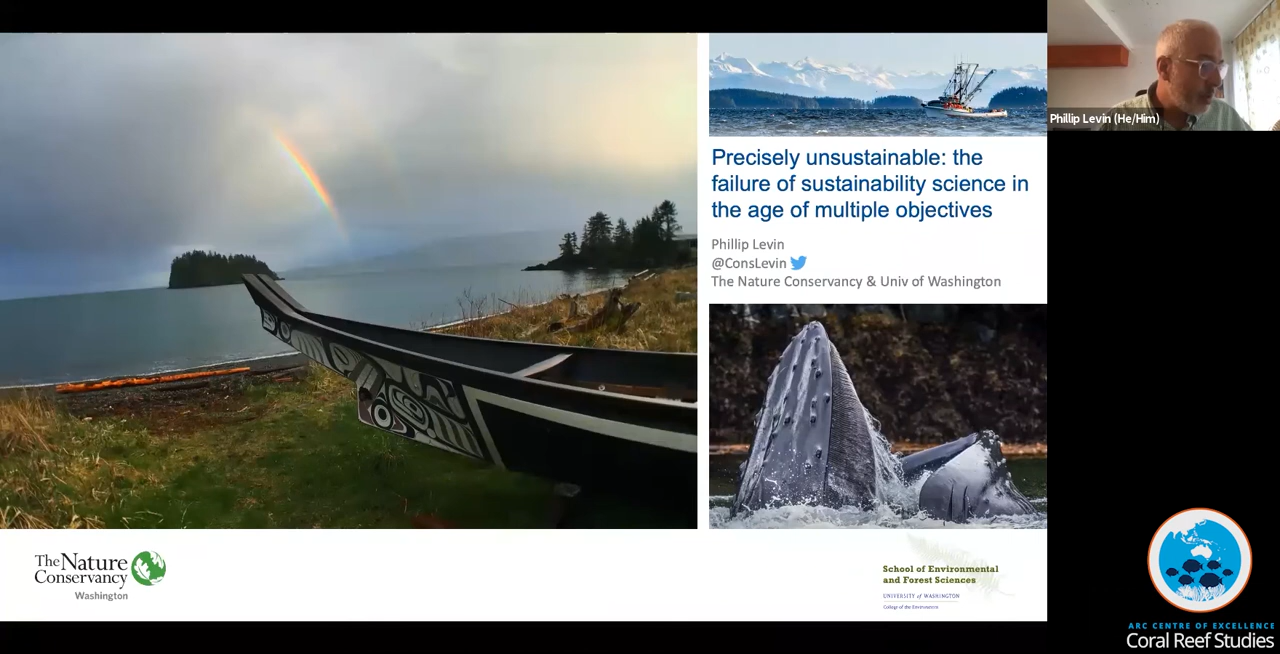 Precisely unsustainable: the
failure of sustainability science in
the age of multiple objectives
Phillip Levin
@ConsLevin
The Nature Conservancy & Univ of Washington
Phillip Levin (He/Him)
The Nature
Conservancy
Washington
School of Environmental
and Forest Sciences
UNIVERSITY of WASHINGTON
College of the Environment
ARC CENTRE OF EXCELLENCE
Coral Reef Studies